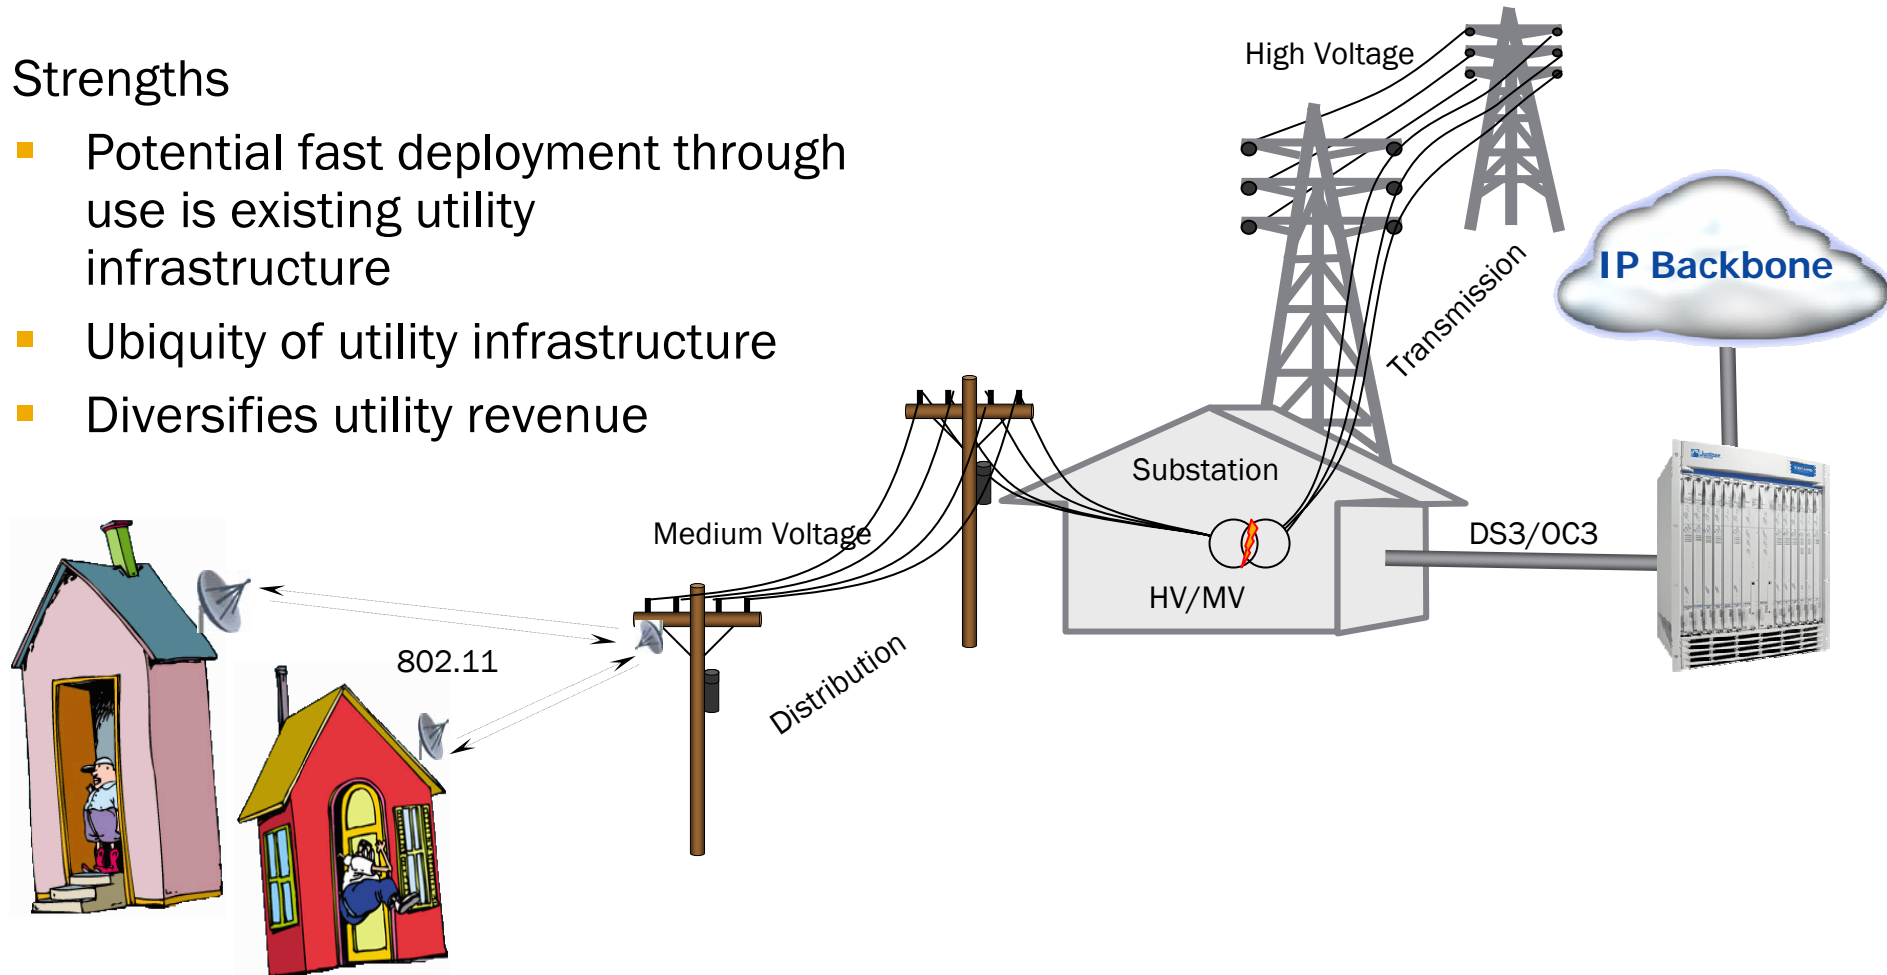 Strengths
Potential fast deployment through
use is existing utility
infrastructure
Ubiquity of utility infrastructure
Diversifies utility revenue
High Voltage
Transmission
IP Backbone
Substation
HV/MV
DS3/OC3
Medium Voltage
Distribution
802.11
Juniper